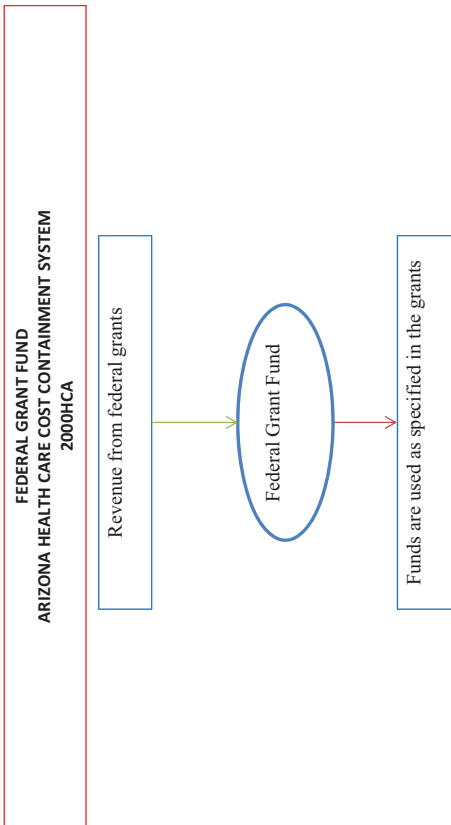 FEDERAL GRANT FUND
ARIZONA HEALTH CARE COST CONTAINMENT SYSTEM
2000HCA
Revenue from federal grants
Federal Grant Fund
Funds are used as specified in the grants